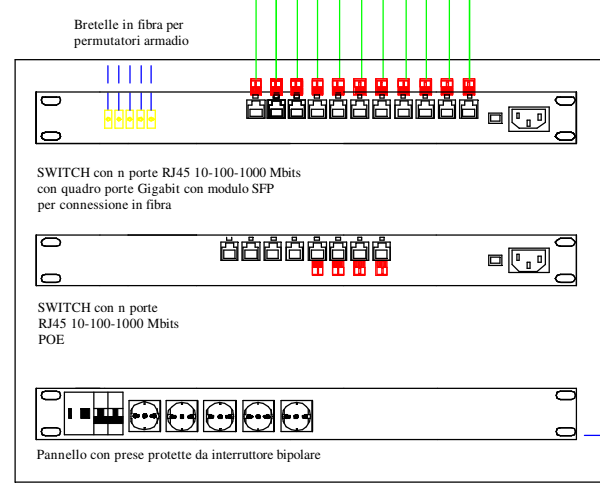 Bretelle in fibra per
permutatori armadio
SWITCH con n porte RJ45 10-100-1000 Mbits
con quadro porte Gigabit con modulo SFP
per connessione in fibra
SWITCH con n porte
RJ45 10-100-1000 Mbits
POE
Pannello con prese protette da interruttore bipolare